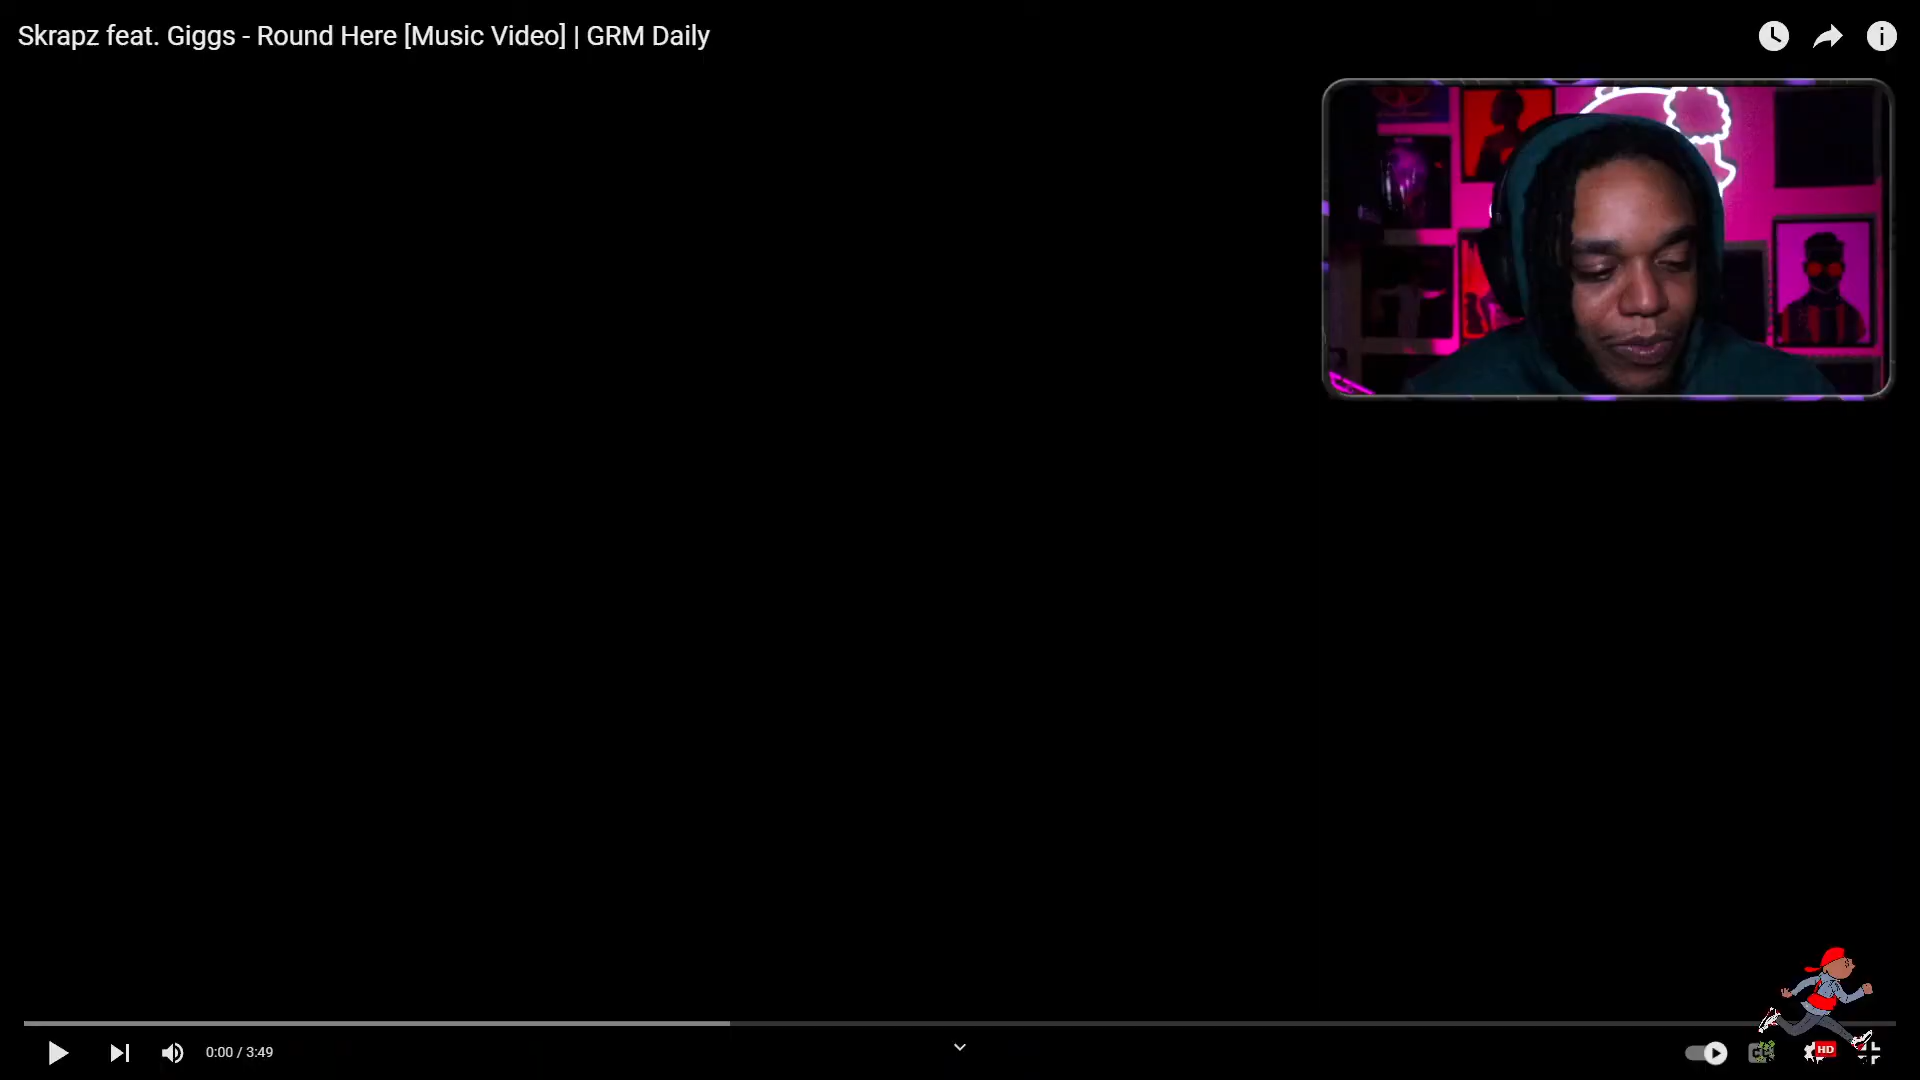 Skrapz feat. Giggs - Round Here [Music Video] | GRM Daily
0:00 / 3:49
HD